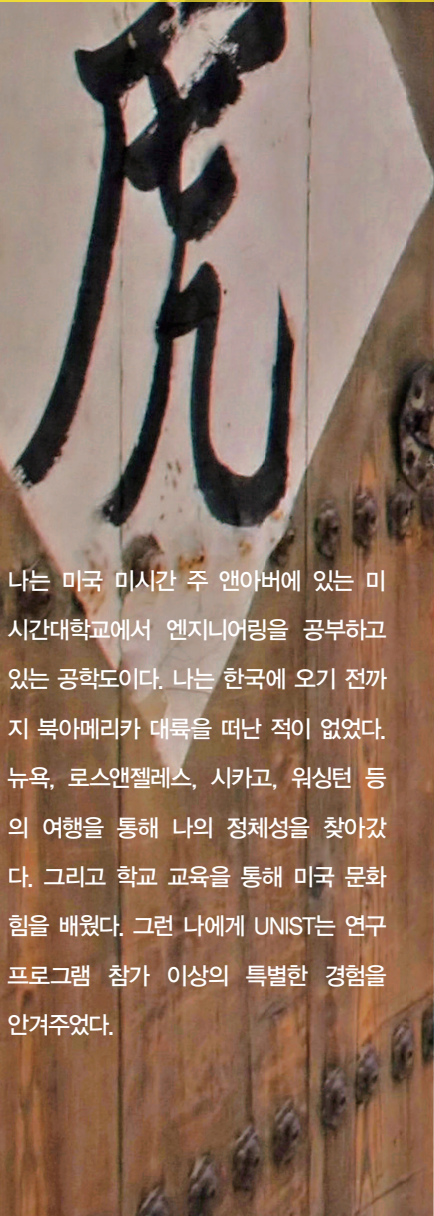 虎
나는 미국 미시간 주 앤아버에 있는 미
시간대학교에서 엔지니어링을 공부하고
있는 공학도이다. 나는 한국에 오기 전까
지 북아메리카 대륙을 떠난 적이 없었다.
뉴욕, 로스앤젤레스, 시카고, 워싱턴 등
의 여행을 통해 나의 정체성을 찾아갔
다. 그리고 학교 교육을 통해 미국 문화
힘을 배웠다. 그런 나에게 UNIST는 연구
프로그램 참가 이상의 특별한 경험을
안겨주었다.